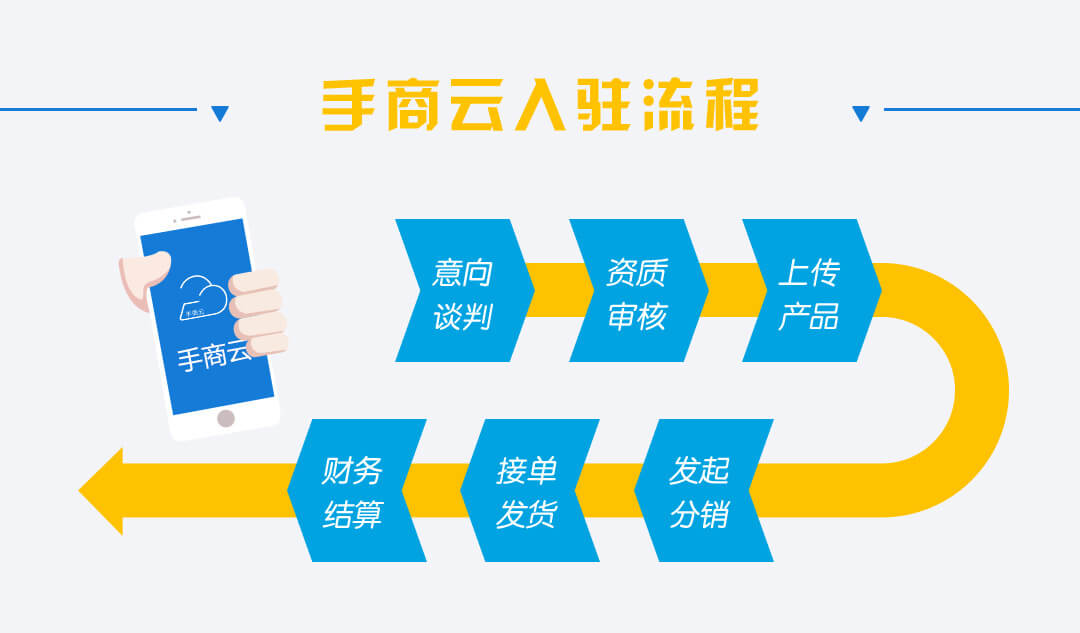 手商云入驻流程
手商云
手商云
意向
谈判
资质
审核
上传
产品
发起
分销
接单
发货
财务
结算